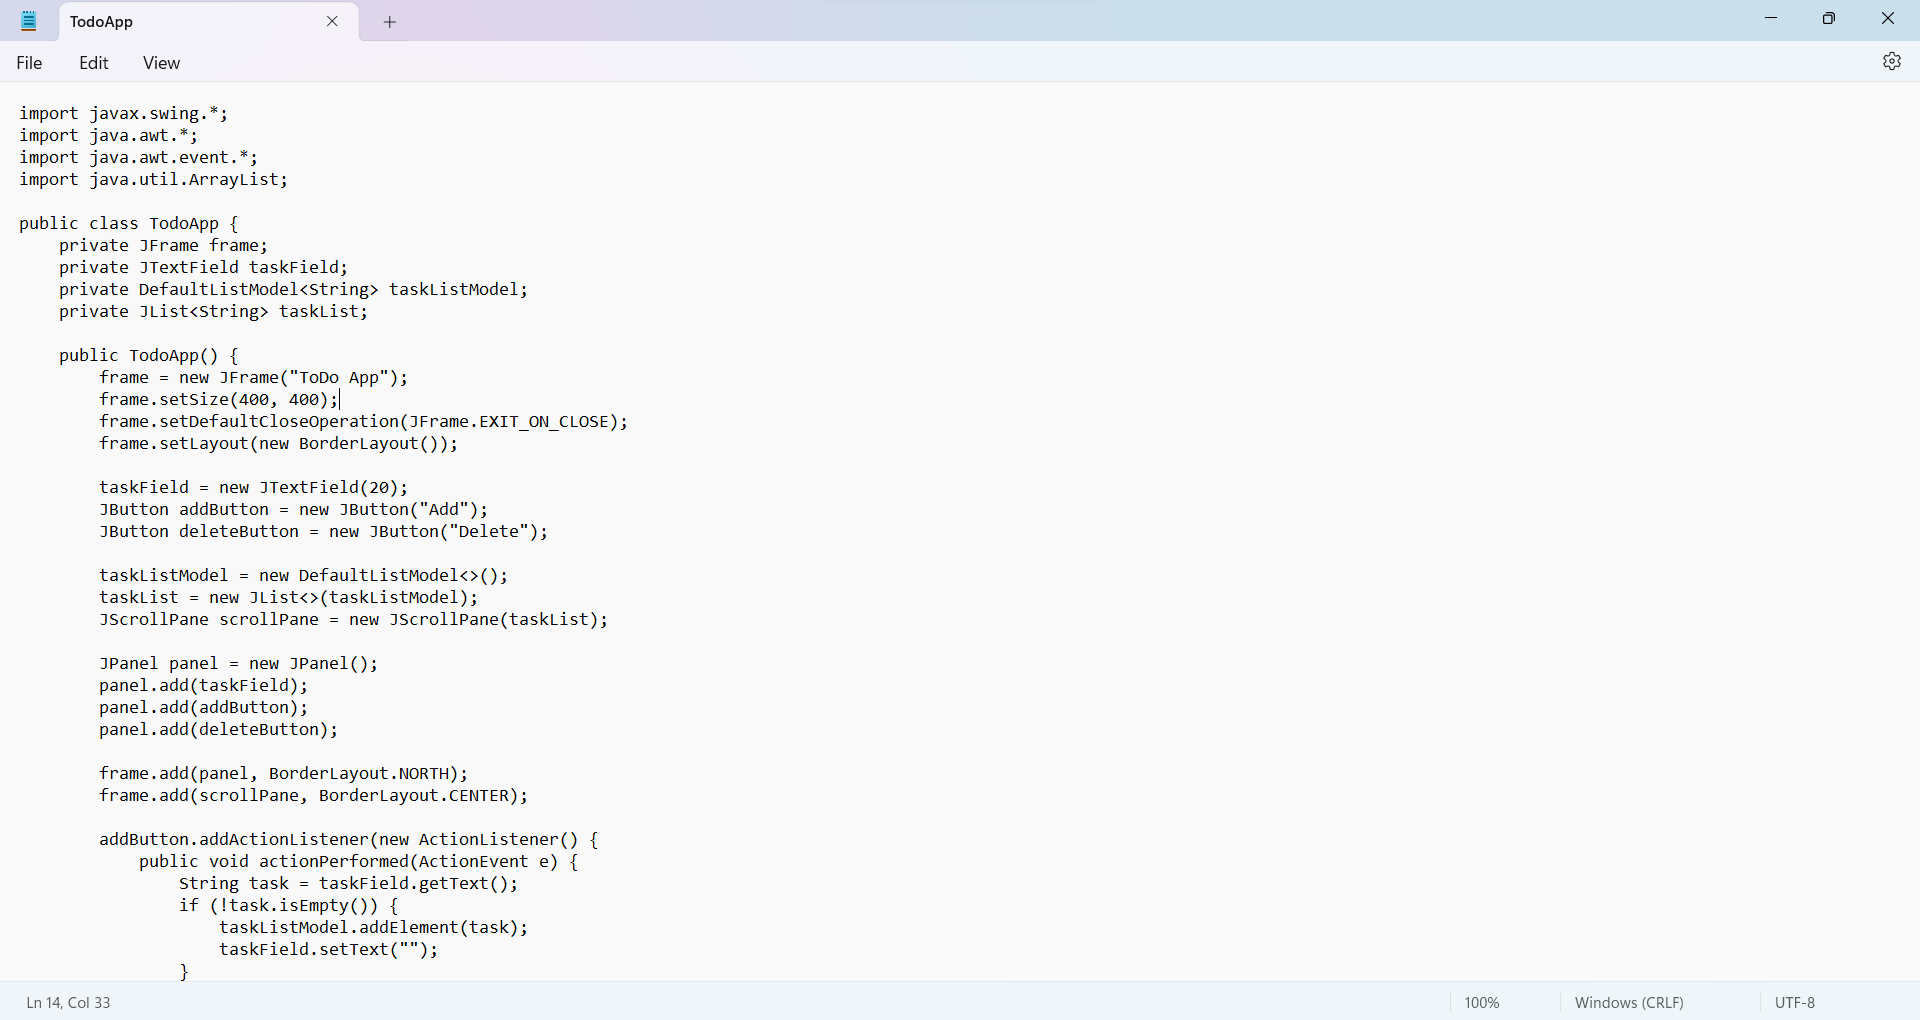 TodoApp
File Edit View
import javax.swing.*;
import java.awt.*;
import java.awt.event.*;
import java.util.ArrayList;

public class TodoApp {
    private JFrame frame;
    private JTextField taskField;
    private DefaultListModel<String> taskListModel;
    private JList<String> taskList;

    public TodoApp() {
        frame = new JFrame("ToDo App");
        frame.setSize(400, 400);
        frame.setDefaultCloseOperation(JFrame.EXIT_ON_CLOSE);
        frame.setLayout(new BorderLayout());

        taskField = new JTextField(20);
        JButton addButton = new JButton("Add");
        JButton deleteButton = new JButton("Delete");

        taskListModel = new DefaultListModel<>();
        taskList = new JList<>(taskListModel);
        JScrollPane scrollPane = new JScrollPane(taskList);

        JPanel panel = new JPanel();
        panel.add(taskField);
        panel.add(addButton);
        panel.add(deleteButton);

        frame.add(panel, BorderLayout.NORTH);
        frame.add(scrollPane, BorderLayout.CENTER);

        addButton.addActionListener(new ActionListener() {
            public void actionPerformed(ActionEvent e) {
                String task = taskField.getText();
                if (!task.isEmpty()) {
                    taskListModel.addElement(task);
                    taskField.setText("");
                }
Ln 14, Col 33 100% Windows (CRLF) UTF-8